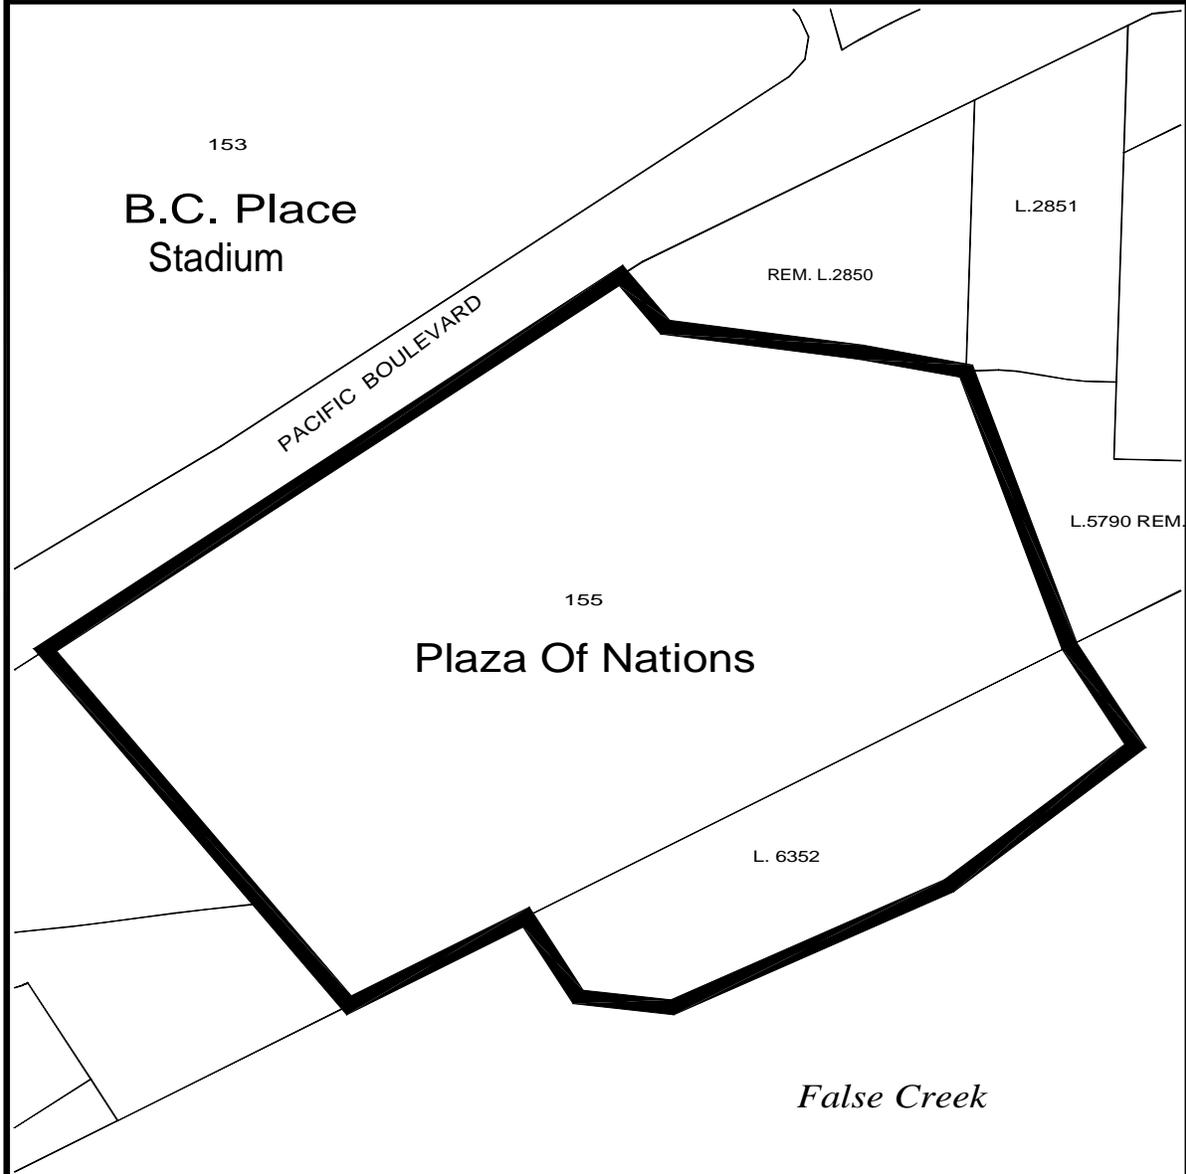 153
B.C. Place
Stadium
L.2851
REM. L.2850
PACIFIC BOULEVARD
L.5790 REM.
155
Plaza Of Nations
L. 6352
False Creek